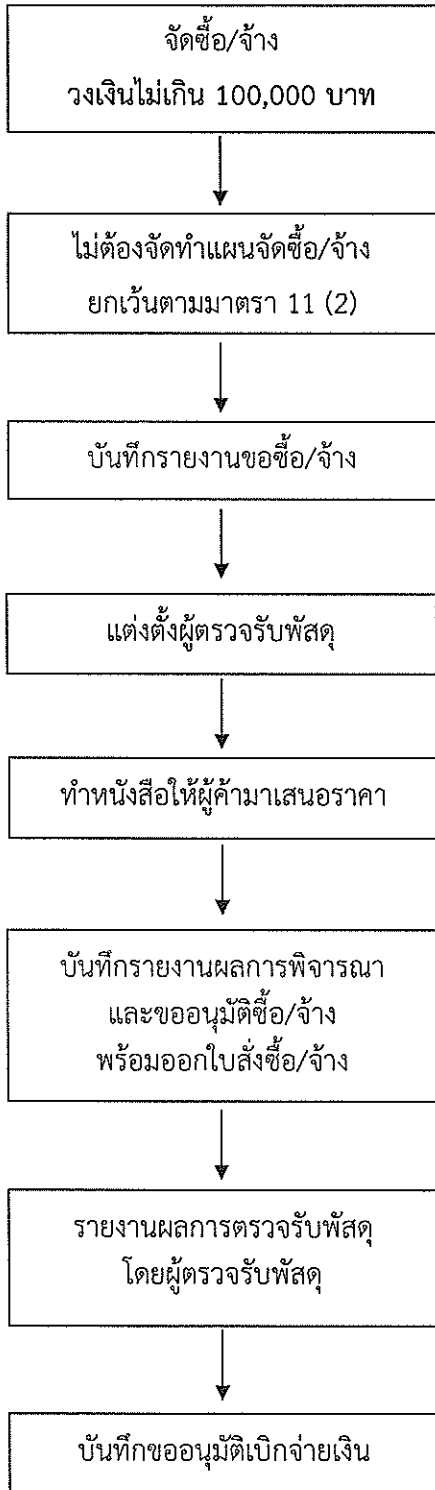 จัดซื้อ/จ้าง
วงเงินไม่เกิน 100,000 บาท
ไม่ต้องจัดทำแผนจัดซื้อ/จ้าง
ยกเว้นตามมาตรา 11 (2)
บันทึกรายงานขอซื้อ/จ้าง
แต่งตั้งผู้ตรวจรับพัสดุ
ทำหนังสือให้ผู้ค้ามาเสนอราคา
บันทึกรายงานผลการพิจารณา
และขออนุมัติซื้อ/จ้าง
พร้อมออกใบสั่งซื้อ/จ้าง
รายงานผลการตรวจรับพัสดุ
โดยผู้ตรวจรับพัสดุ
บันทึกขออนุมัติเบิกจ่ายเงิน